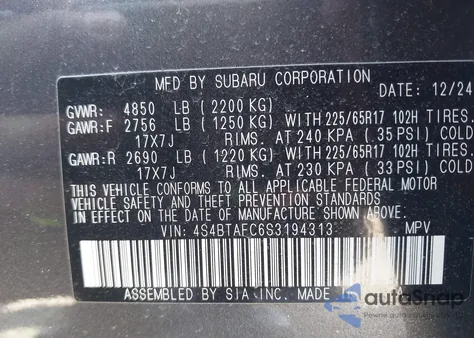 MFD BY SUBARU CORPORATION
DATE: 12/24
GVWR: 4850 LB (2200 KG)
GAWR:F 2756 LB (1250 KG) WITH 225/65R17 102H TIRES
17X7J RIMS. AT 240 KPA (35 PSI) COLD
GAWR:R 2690 LB (1220 KG) WITH 225/65R17 102H TIRES
17X7J RIMS. AT 230 KPA (33 PSI) COLD
THIS VEHICLE CONFORMS TO ALL APPLICABLE FEDERAL MOTOR
VEHICLE SAFETY AND THEFT PREVENTION STANDARDS
IN EFFECT ON THE DATE OF MANUFACTURE SHOWN ABOVE.
VIN: 4S4BTAFC6S3194313 MPV
ASSEMBLED BY SIA INC. MADE
autoSnap
powered by